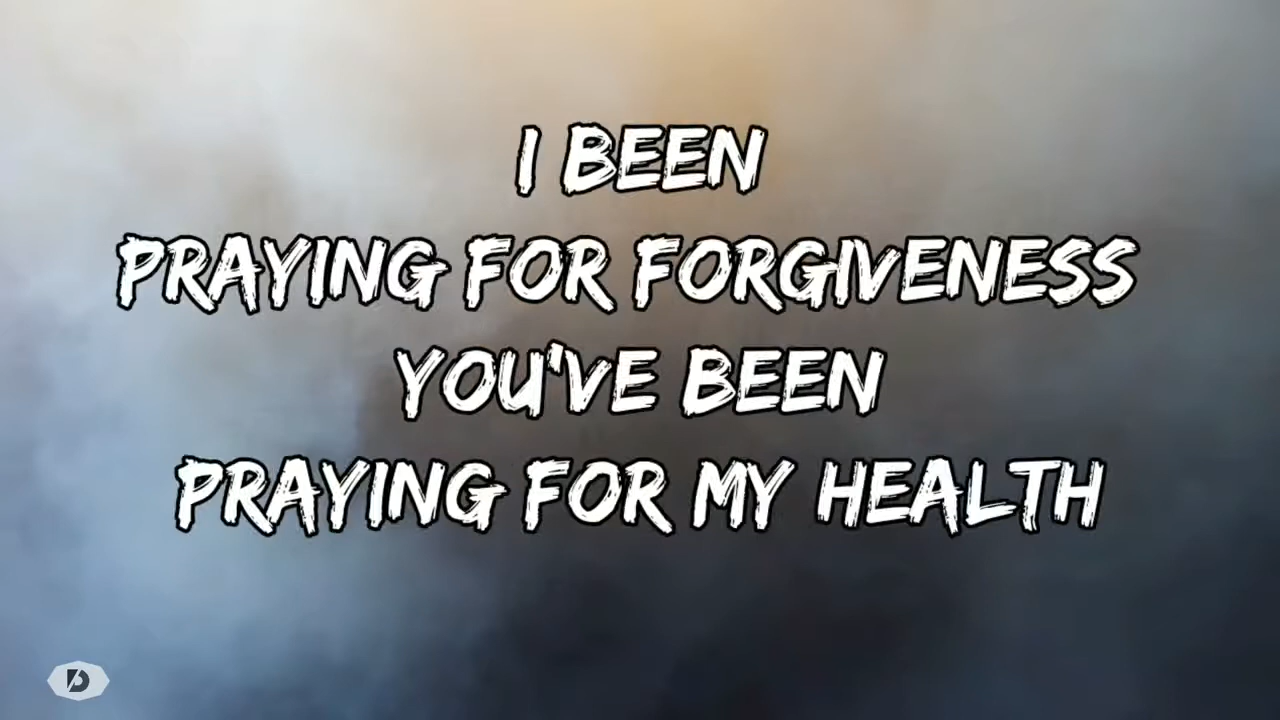 I BEEN
PRAYING FOR FORGIVENESS
YOU'VE BEEN
PRAYING FOR MY HEALTH